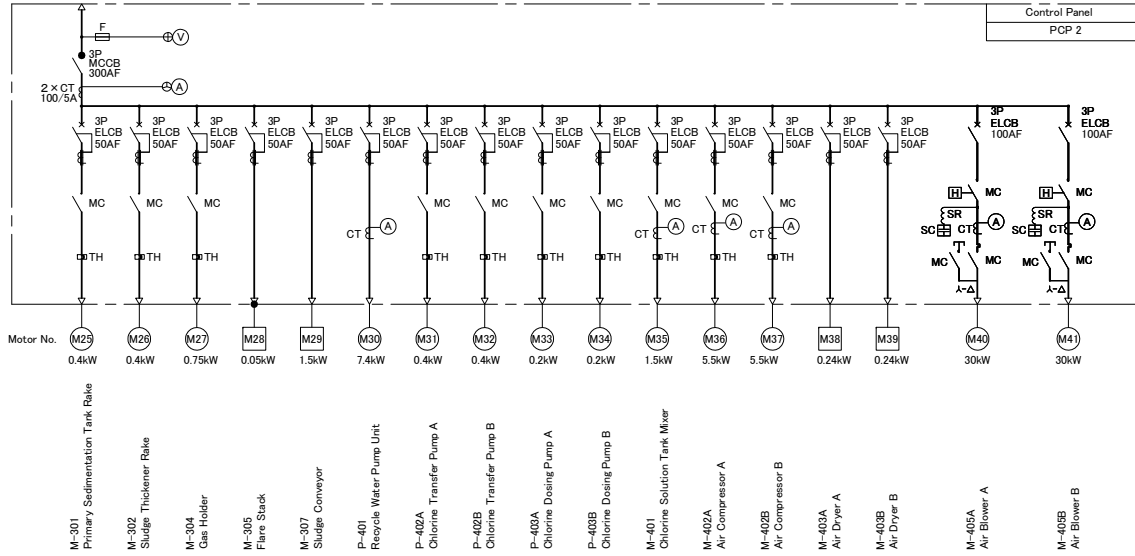 Control Panel
PCP 2
F
V
3P
MCCB
300AF
2×CT
100/5A
A
3P
ELCB
50AF
3P
ELCB
50AF
3P
ELCB
50AF
3P
ELCB
50AF
3P
ELCB
50AF
3P
ELCB
50AF
3P
ELCB
50AF
3P
ELCB
50AF
3P
ELCB
50AF
3P
ELCB
50AF
3P
ELCB
50AF
3P
ELCB
50AF
3P
ELCB
50AF
3P
ELCB
50AF
3P
ELCB
50AF
3P
ELCB
100AF
3P
ELCB
100AF
MC
MC
MC
MC
MC
MC
MC
MC
MC
MC
H
MC
H
MC
CT
A
CT
A
CT
A
CT
A
SR
SC
CT
A
SR
SC
CT
A
TH
TH
TH
TH
TH
TH
TH
TH
TH
TH
MC
MC
MC
MC
人-Δ
人-Δ
Motor No.
M25
M26
M27
M28
M29
M30
M31
M32
M33
M34
M35
M36
M37
M38
M39
M40
M41
0.4kW
0.4kW
0.75kW
0.05kW
1.5kW
7.4kW
0.4kW
0.4kW
0.2kW
0.2kW
1.5kW
5.5kW
5.5kW
0.24kW
0.24kW
30kW
30kW
M-301
Primary Sedimentation Tank Rake
M-302
Sludge Thickener Rake
M-304
Gas Holder
M-305
Flare Stack
M-307
Sludge Conveyor
P-401
Recycle Water Pump Unit
P-402A
Chlorine Transfer Pump A
P-402B
Chlorine Transfer Pump B
P-403A
Chlorine Dosing Pump A
P-403B
Chlorine Dosing Pump B
M-401
Chlorine Solution Tank Mixer
M-402A
Air Compressor A
M-402B
Air Compressor B
M-403A
Air Dryer A
M-403B
Air Dryer B
M-405A
Air Blower A
M-405B
Air Blower B